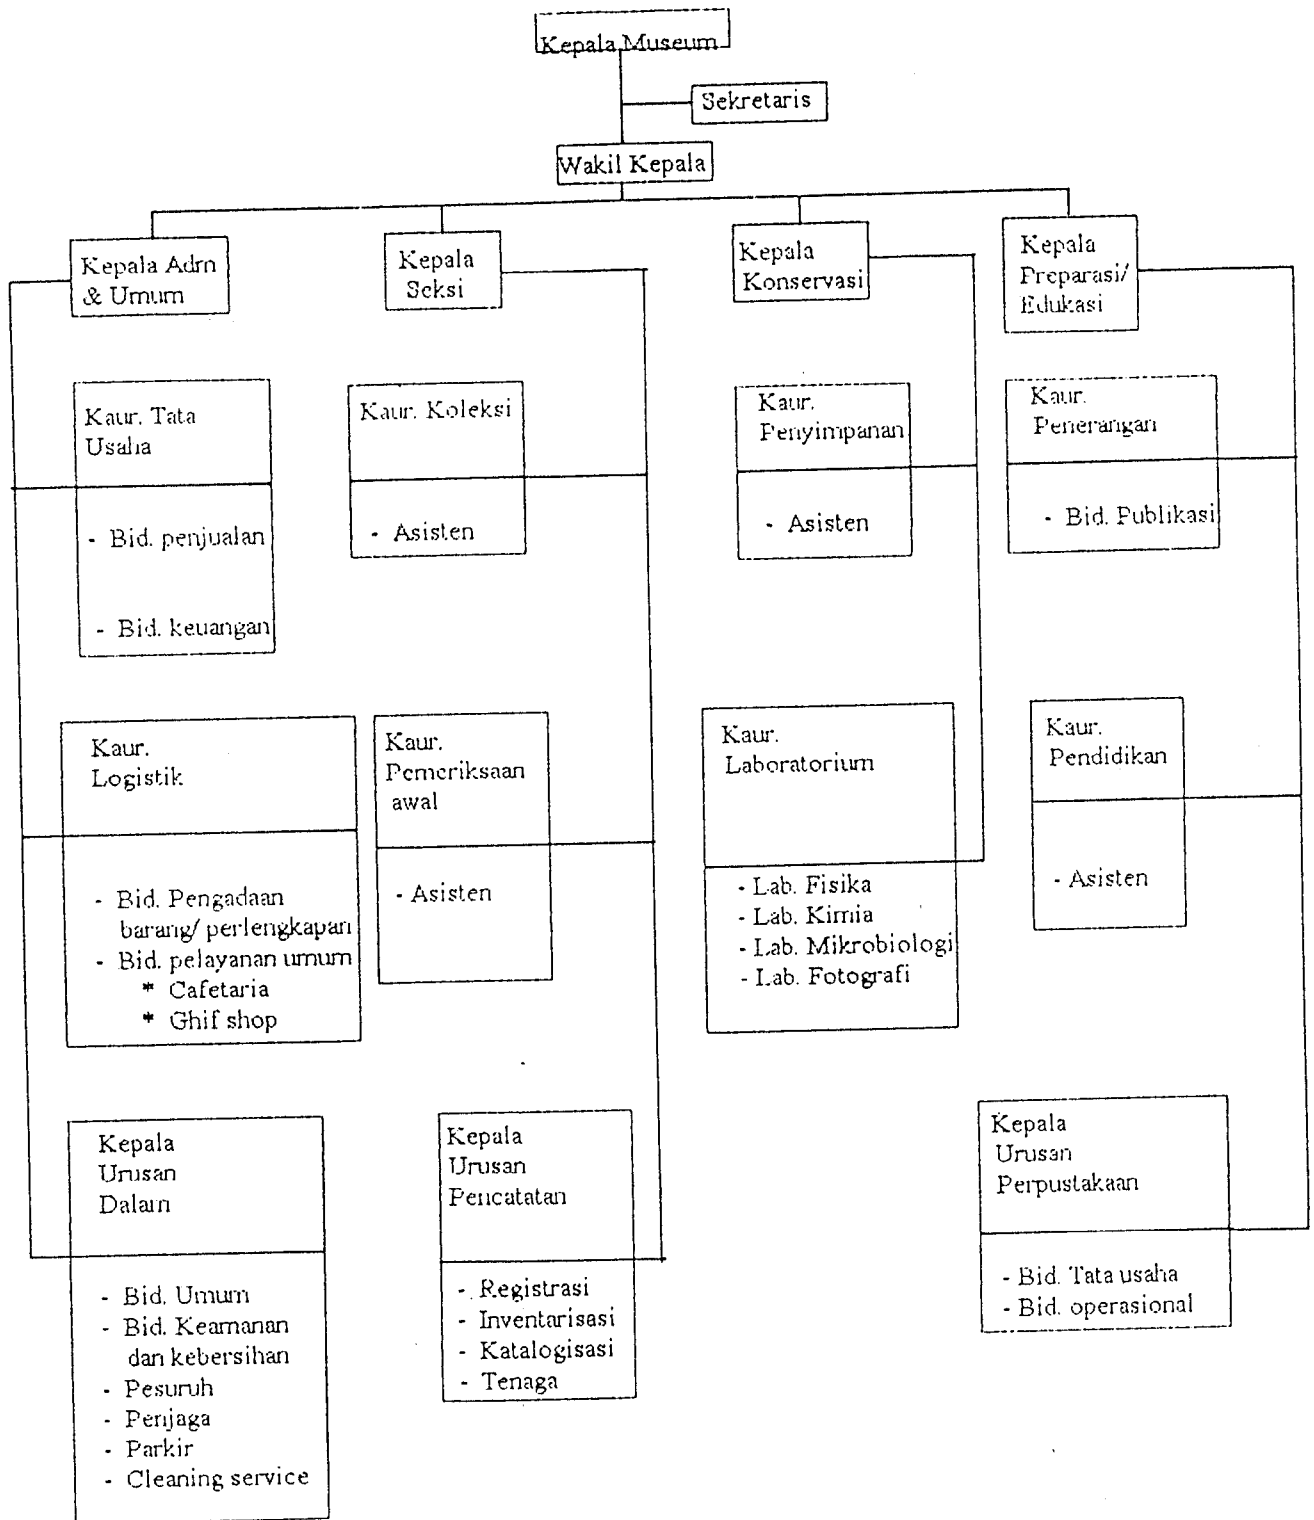 Kepala Museum
Sekretaris
Wakil Kepala
Kepala Adm
& Umum
Kepala
Seksi
Kepala
Konservasi
Kepala
Preparasi/
Edukasi
Kaur. Tata
Usaha
- Bid. penjualan
- Bid. keuangan
Kaur. Koleksi
- Asisten
Kaur.
Penyimpanan
- Asisten
Kaur.
Penerangan
- Bid. Publikasi
Kaur.
Logistik
- Bid. Pengadaan
barang/ perlengkapan
- Bid. pelayanan umum
* Cafetaria
* Ghif shop
Kaur.
Pemeriksaan
awal
- Asisten
Kaur.
Laboratorium
- Lab. Fisika
- Lab. Kimia
- Lab. Mikrobiologi
- Lab. Fotografi
Kaur.
Pendidikan
- Asisten
Kepala
Urusan
Dalam
- Bid. Umum
- Bid. Keamanan
dan kebersihan
- Pesuruh
- Penjaga
- Parkir
- Cleaning service
Kepala
Urusan
Pencatatan
- Registrasi
- Inventarisasi
- Katalogisasi
- Tenaga
Kepala
Urusan
Perpustakaan
- Bid. Tata usaha
- Bid. operasional